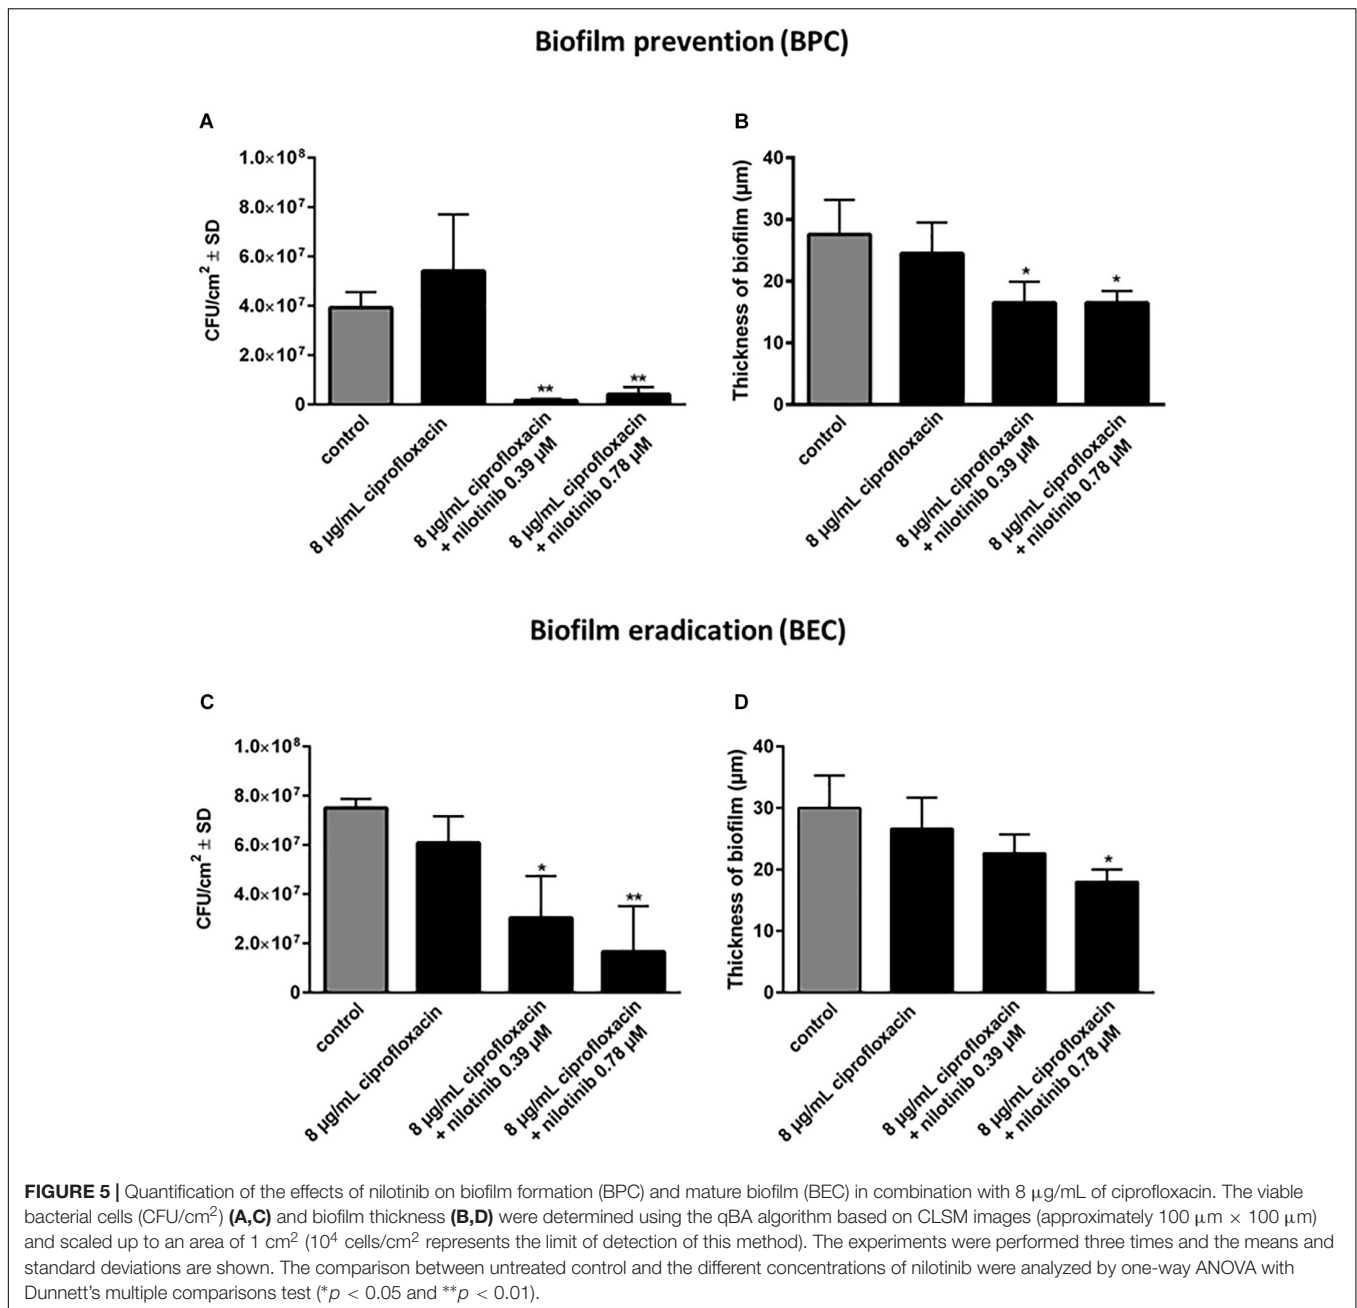 Biofilm prevention (BPC)
A
CFU/cm² ± SD
1.0×10⁸
8.0×10⁷
6.0×10⁷
4.0×10⁷
2.0×10⁷
0
**
**
control
8 µg/mL ciprofloxacin
8 µg/mL ciprofloxacin
+ nilotinib 0.39 µM
8 µg/mL ciprofloxacin
+ nilotinib 0.78 µM
B
Thickness of biofilm (µm)
40
30
20
10
0
*
*
control
8 µg/mL ciprofloxacin
8 µg/mL ciprofloxacin
+ nilotinib 0.39 µM
8 µg/mL ciprofloxacin
+ nilotinib 0.78 µM
Biofilm eradication (BEC)
C
CFU/cm² ± SD
1.0×10⁸
8.0×10⁷
6.0×10⁷
4.0×10⁷
2.0×10⁷
0
*
**
control
8 µg/mL ciprofloxacin
8 µg/mL ciprofloxacin
+ nilotinib 0.39 µM
8 µg/mL ciprofloxacin
+ nilotinib 0.78 µM
D
Thickness of biofilm (µm)
40
30
20
10
0
*
control
8 µg/mL ciprofloxacin
8 µg/mL ciprofloxacin
+ nilotinib 0.39 µM
8 µg/mL ciprofloxacin
+ nilotinib 0.78 µM
FIGURE 5 | Quantification of the effects of nilotinib on biofilm formation (BPC) and mature biofilm (BEC) in combination with 8 µg/mL of ciprofloxacin. The viable
bacterial cells (CFU/cm²) (A,C) and biofilm thickness (B,D) were determined using the qBA algorithm based on CLSM images (approximately 100 µm × 100 µm)
and scaled up to an area of 1 cm² (10⁴ cells/cm² represents the limit of detection of this method). The experiments were performed three times and the means and
standard deviations are shown. The comparison between untreated control and the different concentrations of nilotinib were analyzed by one-way ANOVA with
Dunnett’s multiple comparisons test (*p < 0.05 and **p < 0.01).